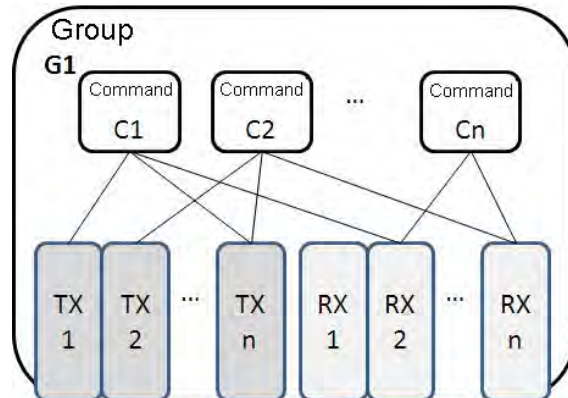 Group
G1
Command Command ... Command
C1 C2 Cn
TX TX ... TX RX RX ... RX
1 2 n 1 2 n